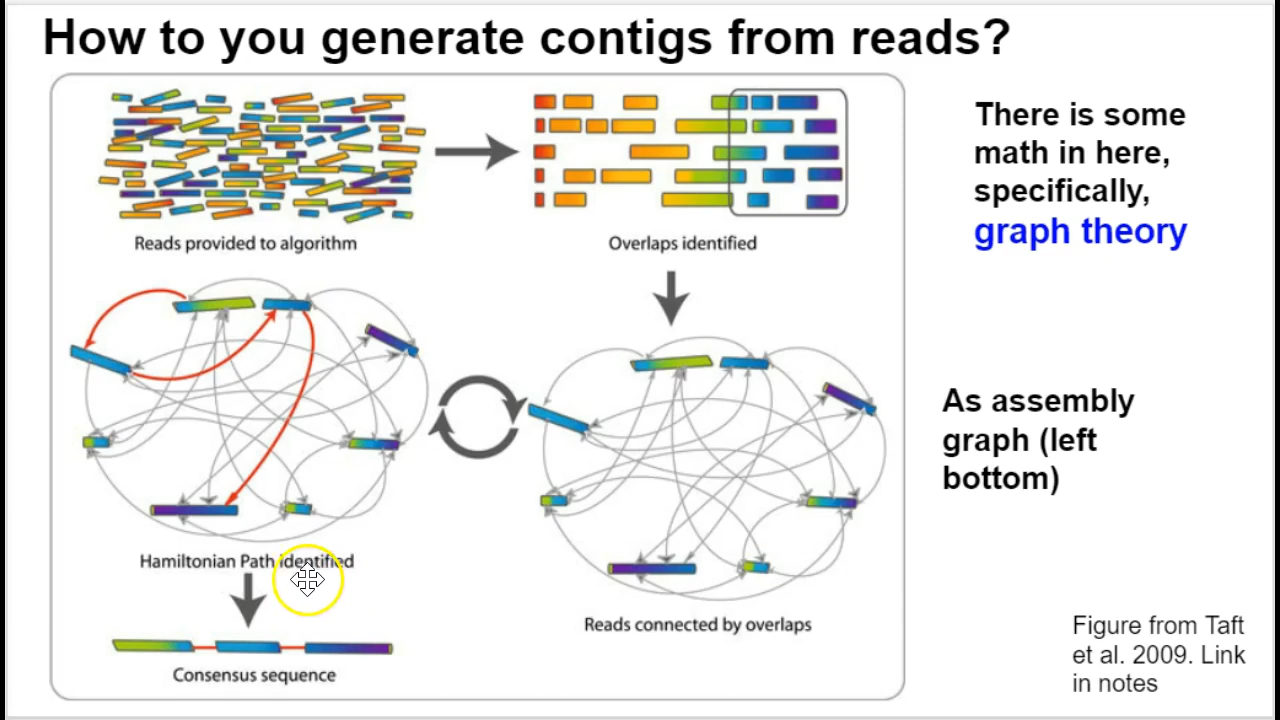 How to you generate contigs from reads?
Reads provided to algorithm
Overlaps identified
Hamiltonian Path identified
Reads connected by overlaps
Consensus sequence
There is some
math in here,
specifically,
graph theory
As assembly
graph (left
bottom)
Figure from Taft
et al. 2009. Link
in notes